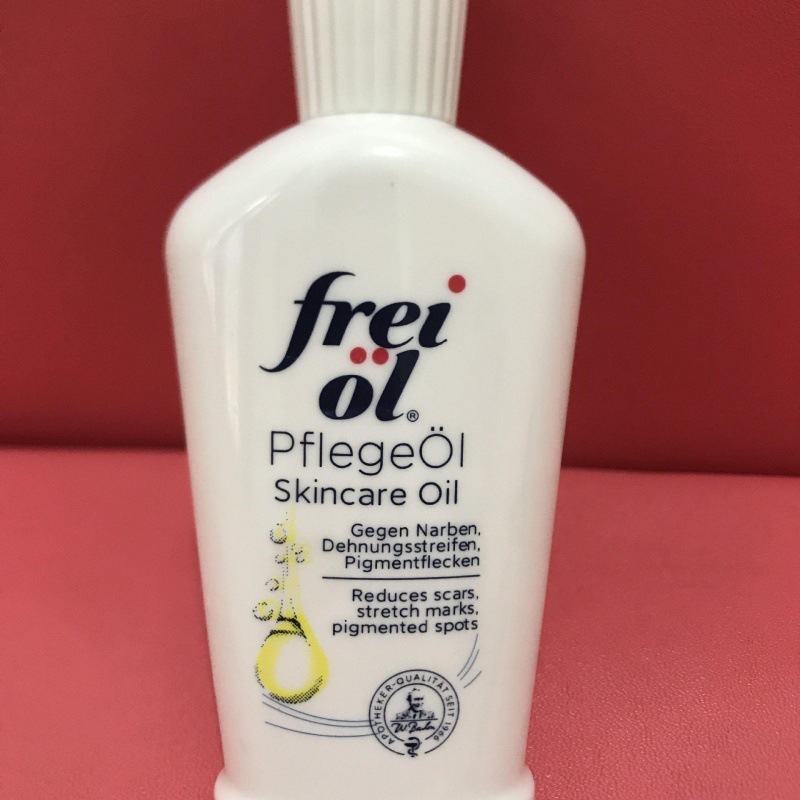 frei
öl®
PflegeÖl
Skincare Oil
Gegen Narben,
Dehnungsstreifen,
Pigmentflecken
Reduces scars,
stretch marks,
pigmented spots
APOTHEKER-QUALITÄT SEIT 1966